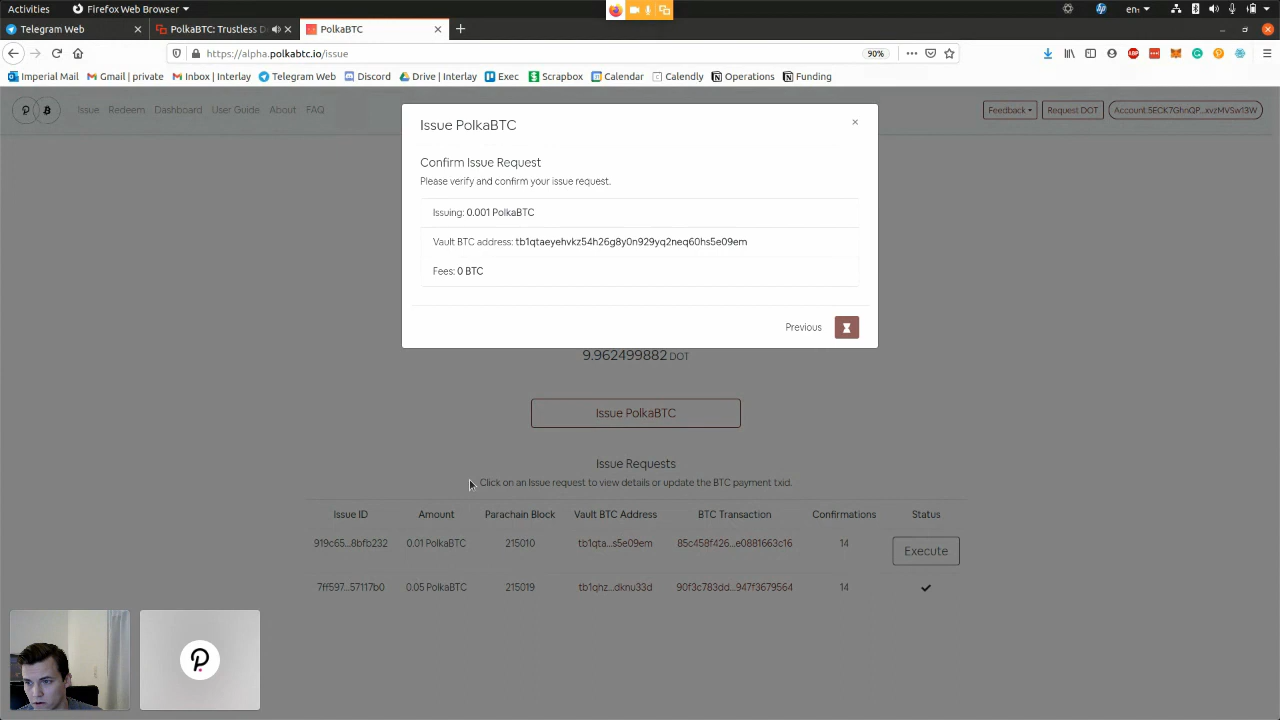 Activities
Firefox Web Browser
en
Telegram Web
PolkaBTC: Trustless D
PolkaBTC
https://alpha.polkabtc.io/issue
90%
Imperial Mail
Gmail | private
Inbox | Interlay
Telegram Web
Discord
Drive | Interlay
Exec
Scrapbox
Calendar
Calendly
Operations
Funding
Issue
Redeem
Dashboard
User Guide
About
FAQ
Feedback
Request DOT
Account:5ECK7GhnQP...xvzMVSw13W
Issue PolkaBTC
×
Confirm Issue Request
Please verify and confirm your issue request.
Issuing: 0.001 PolkaBTC
Vault BTC address: tb1qtaeyehvkz54h26g8y0n929yq2neq60hs5e09em
Fees: 0 BTC
Previous
9.962499882 DOT
Issue PolkaBTC
Issue Requests
Click on an Issue request to view details or update the BTC payment txid.
Issue ID Amount Parachain Block Vault BTC Address BTC Transaction Confirmations Status
919c65...8bfb232 0.01 PolkaBTC 215010 tb1qta...s5e09em 85c458f426...e0881663c16 14 Execute
7ff597...57117b0 0.05 PolkaBTC 215019 tb1qhz...dknu33d 90f3c783dd...947f3679564 14